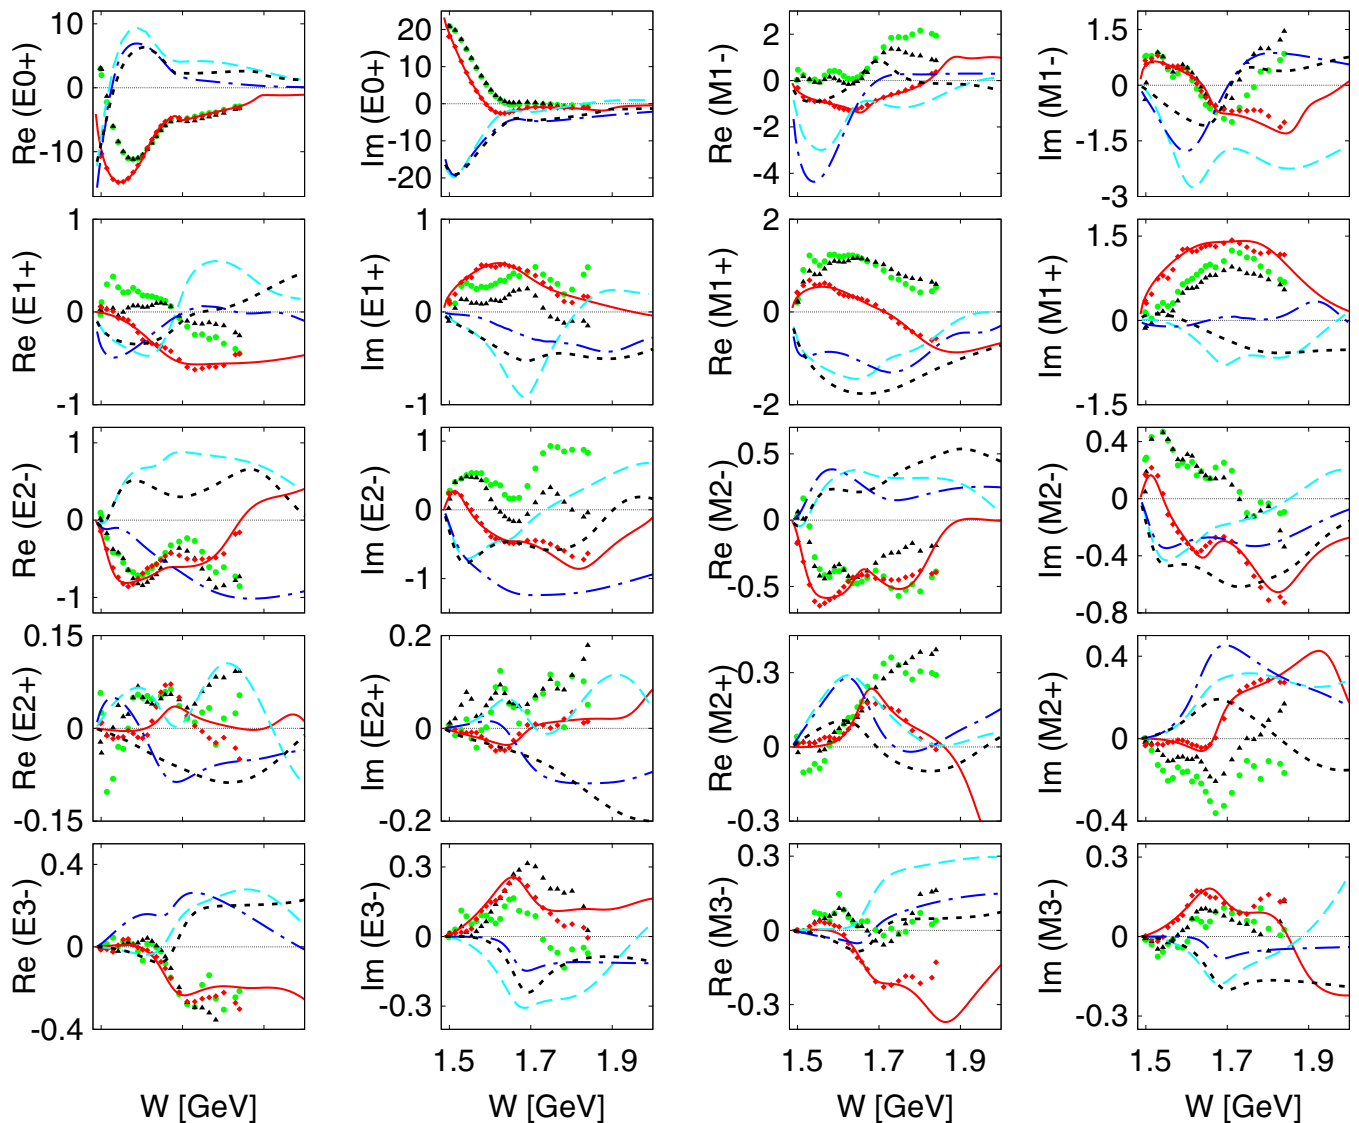 Re (E0+) 10 0 -10
Im (E0+) 20 10 0 -10 -20
Re (M1-) 2 0 -2 -4
Im (M1-) 1.5 0 -1.5 -3
Re (E1+) 1 0 -1
Im (E1+) 1 0 -1
Re (M1+) 2 0 -2
Im (M1+) 1.5 0 -1.5
Re (E2-) 1 0 -1
Im (E2-) 1 0 -1
Re (M2-) 0.5 0 -0.5
Im (M2-) 0.4 0 -0.4 -0.8
Re (E2+) 0.15 0 -0.15
Im (E2+) 0.2 0 -0.2
Re (M2+) 0.3 0 -0.3
Im (M2+) 0.4 0 -0.4
Re (E3-) 0.4 0 -0.4
Im (E3-) 0.3 0 -0.3
Re (M3-) 0.3 0 -0.3
Im (M3-) 0.3 0 -0.3
1.5 1.7 1.9 1.5 1.7 1.9 1.5 1.7 1.9
W [GeV] W [GeV] W [GeV] W [GeV]